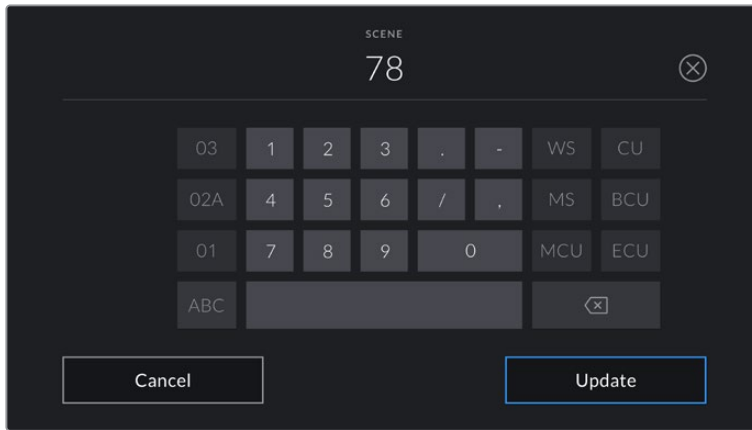 SCENE
78
03 1 2 3 . - WS CU
02A 4 5 6 / , MS BCU
01 7 8 9 0 MCU ECU
ABC
Cancel Update